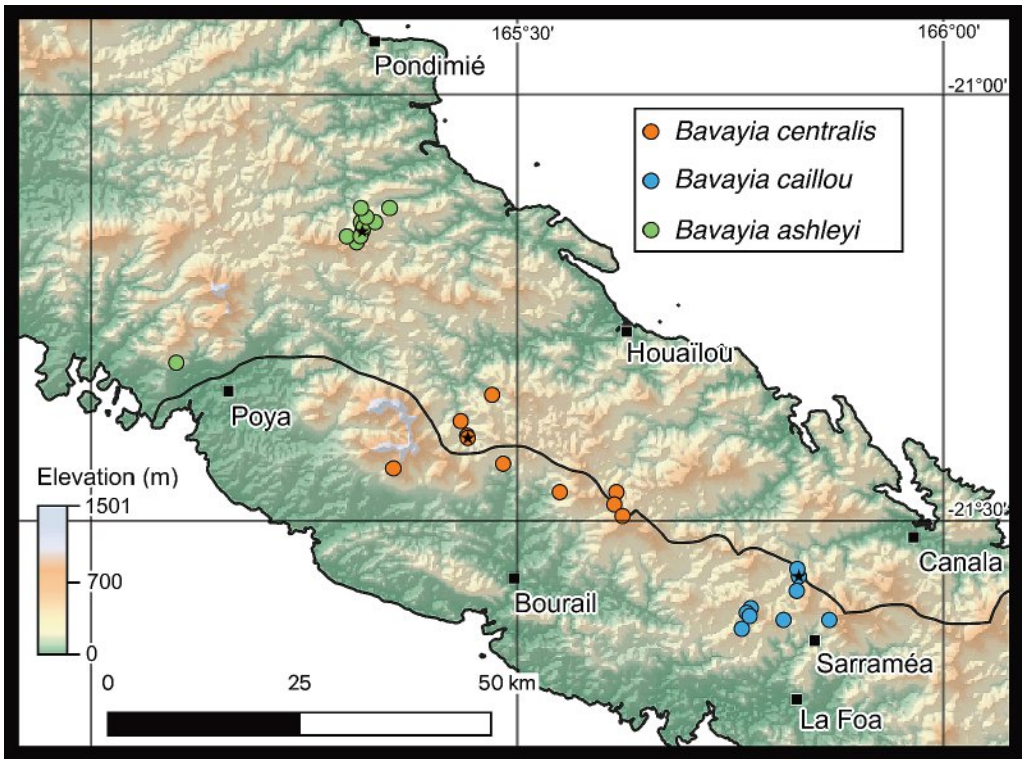 165°30'
166°00'
Pondimié
-21°00'
Bavayia centralis
Bavayia caillou
Bavayia ashleyi
Houaïloú
Poya
Elevation (m)
1501
700
0
-21°30'
Canala
Bourail
Sarraméa
La Foa
0 25 50 km